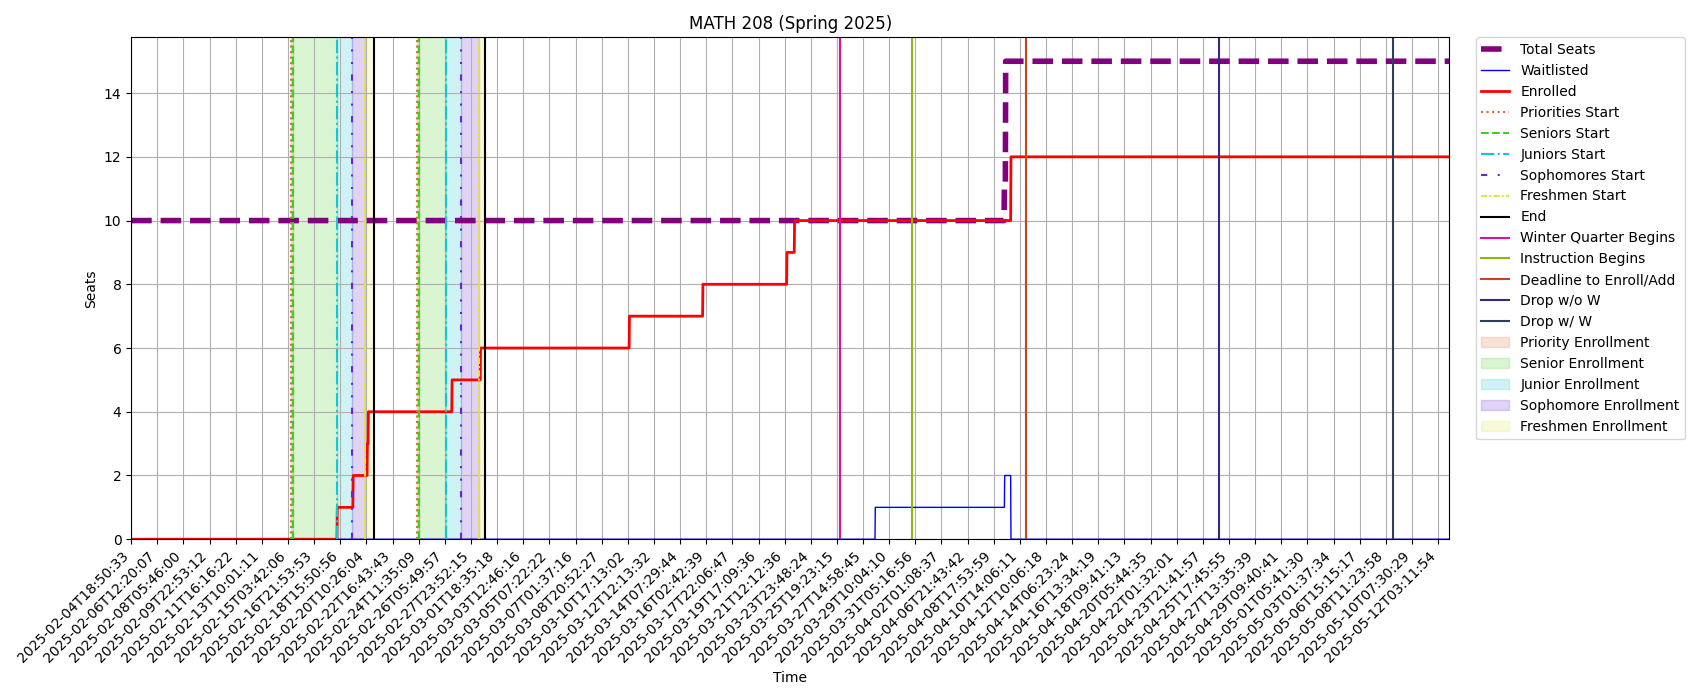 MATH 208 (Spring 2025)
Seats
14
12
10
8
6
4
2
0
2025-02-04T18:50:33
2025-02-06T12:20:07
2025-02-08T05:46:00
2025-02-09T22:53:12
2025-02-11T16:16:22
2025-02-13T10:01:11
2025-02-15T03:42:06
2025-02-16T21:53:53
2025-02-18T15:50:56
2025-02-20T10:26:04
2025-02-22T16:43:43
2025-02-24T11:35:09
2025-02-26T05:49:57
2025-02-27T23:52:15
2025-03-01T18:35:18
2025-03-03T12:46:16
2025-03-05T07:22:22
2025-03-07T01:37:16
2025-03-08T20:52:27
2025-03-10T17:13:02
2025-03-12T12:13:32
2025-03-14T07:29:44
2025-03-16T02:42:39
2025-03-17T22:06:47
2025-03-19T17:09:36
2025-03-21T12:12:36
2025-03-23T23:48:24
2025-03-25T19:23:15
2025-03-27T14:58:45
2025-03-29T10:04:10
2025-03-31T05:16:56
2025-04-02T01:08:37
2025-04-06T21:43:42
2025-04-08T17:53:59
2025-04-10T14:06:11
2025-04-12T10:06:18
2025-04-14T06:23:24
2025-04-16T13:34:19
2025-04-18T09:41:13
2025-04-20T05:44:35
2025-04-22T01:32:01
2025-04-23T21:41:57
2025-04-25T17:45:55
2025-04-27T13:35:39
2025-04-29T09:40:41
2025-05-01T05:41:30
2025-05-03T01:37:34
2025-05-06T15:15:17
2025-05-08T11:23:58
2025-05-10T07:30:29
2025-05-12T03:11:54
Time
Total Seats
Waitlisted
Enrolled
Priorities Start
Seniors Start
Juniors Start
Sophomores Start
Freshmen Start
End
Winter Quarter Begins
Instruction Begins
Deadline to Enroll/Add
Drop w/o W
Drop w/ W
Priority Enrollment
Senior Enrollment
Junior Enrollment
Sophomore Enrollment
Freshmen Enrollment